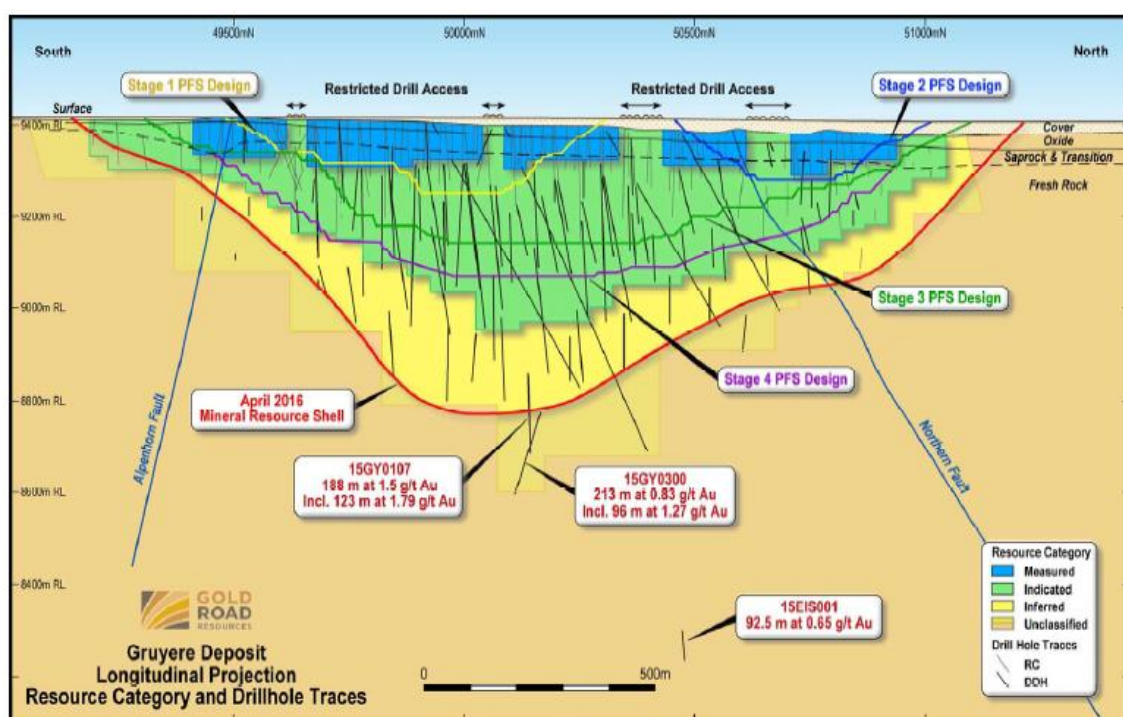 49500mN
50000mN
50500mN
51000mN
South
North
Stage 1 PFS Design
Restricted Drill Access
Restricted Drill Access
Stage 2 PFS Design
Surface
9400m RL
Cover
Oxide
Saprock & Transition
Fresh Rock
9200m RL
9000m RL
Stage 3 PFS Design
Stage 4 PFS Design
8800m RL
April 2016
Mineral Resource Shell
Alpenhorn Fault
Northern Fault
15GY0107
188 m at 1.5 g/t Au
Incl. 123 m at 1.79 g/t Au
15GY0300
213 m at 0.83 g/t Au
Incl. 96 m at 1.27 g/t Au
8600m RL
8400m RL
Resource Category
Measured
Indicated
Inferred
Unclassified
Drill Hole Traces
RC
DDH
15EIS001
92.5 m at 0.65 g/t Au
GOLD
ROAD
RESOURCES
Gruyere Deposit
Longitudinal Projection
Resource Category and Drillhole Traces
0
500m